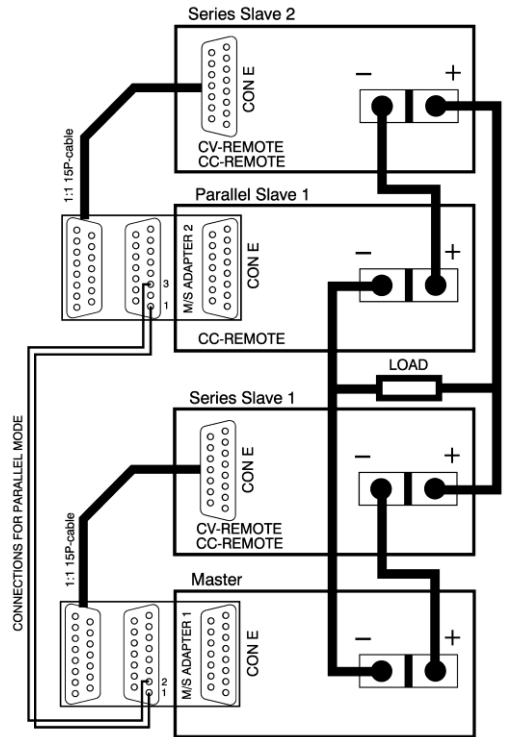 Series Slave 2
CON E
CV-REMOTE
CC-REMOTE
− +
1:1 15P-cable
Parallel Slave 1
M/S ADAPTER 2
CON E
3
1
CC-REMOTE
− +
LOAD
CONNECTIONS FOR PARALLEL MODE
Series Slave 1
CON E
CV-REMOTE
CC-REMOTE
− +
1:1 15P-cable
Master
M/S ADAPTER 1
CON E
2
1
− +